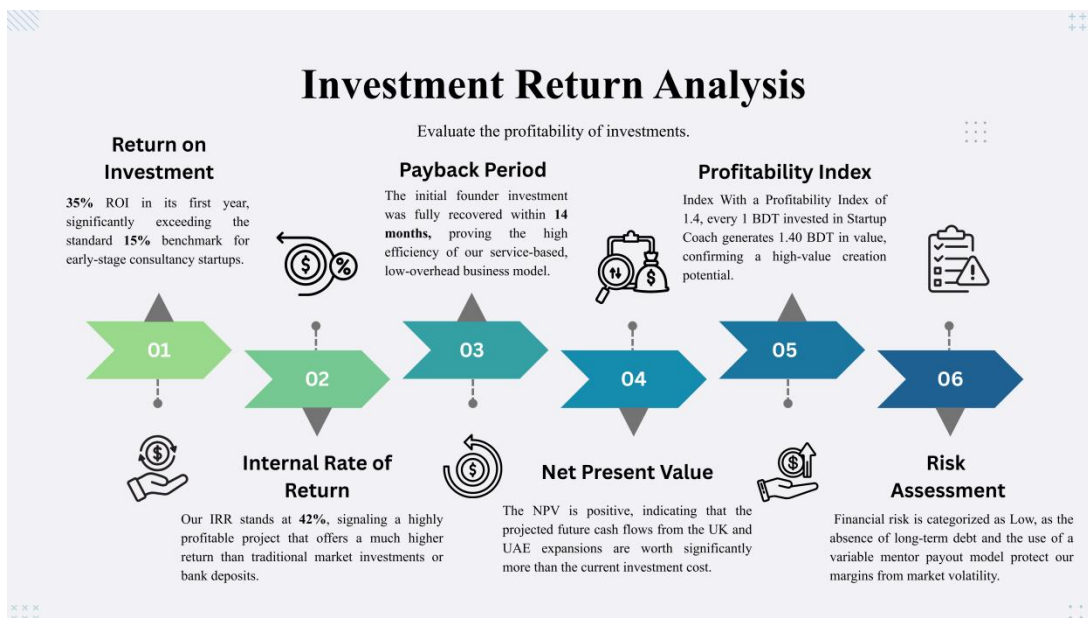 Investment Return Analysis
Evaluate the profitability of investments.
Return on
Investment
35% ROI in its first year,
significantly exceeding the
standard 15% benchmark for
early-stage consultancy startups.
Payback Period
The initial founder investment
was fully recovered within 14
months, proving the high
efficiency of our service-based,
low-overhead business model.
Profitability Index
Index With a Profitability Index of
1.4, every 1 BDT invested in Startup
Coach generates 1.40 BDT in value,
confirming a high-value creation
potential.
01
02
03
04
05
06
Internal Rate of
Return
Our IRR stands at 42%, signaling a highly
profitable project that offers a much higher
return than traditional market investments or
bank deposits.
Net Present Value
The NPV is positive, indicating that the
projected future cash flows from the UK and
UAE expansions are worth significantly
more than the current investment cost.
Risk
Assessment
Financial risk is categorized as Low, as the
absence of long-term debt and the use of a
variable mentor payout model protect our
margins from market volatility.